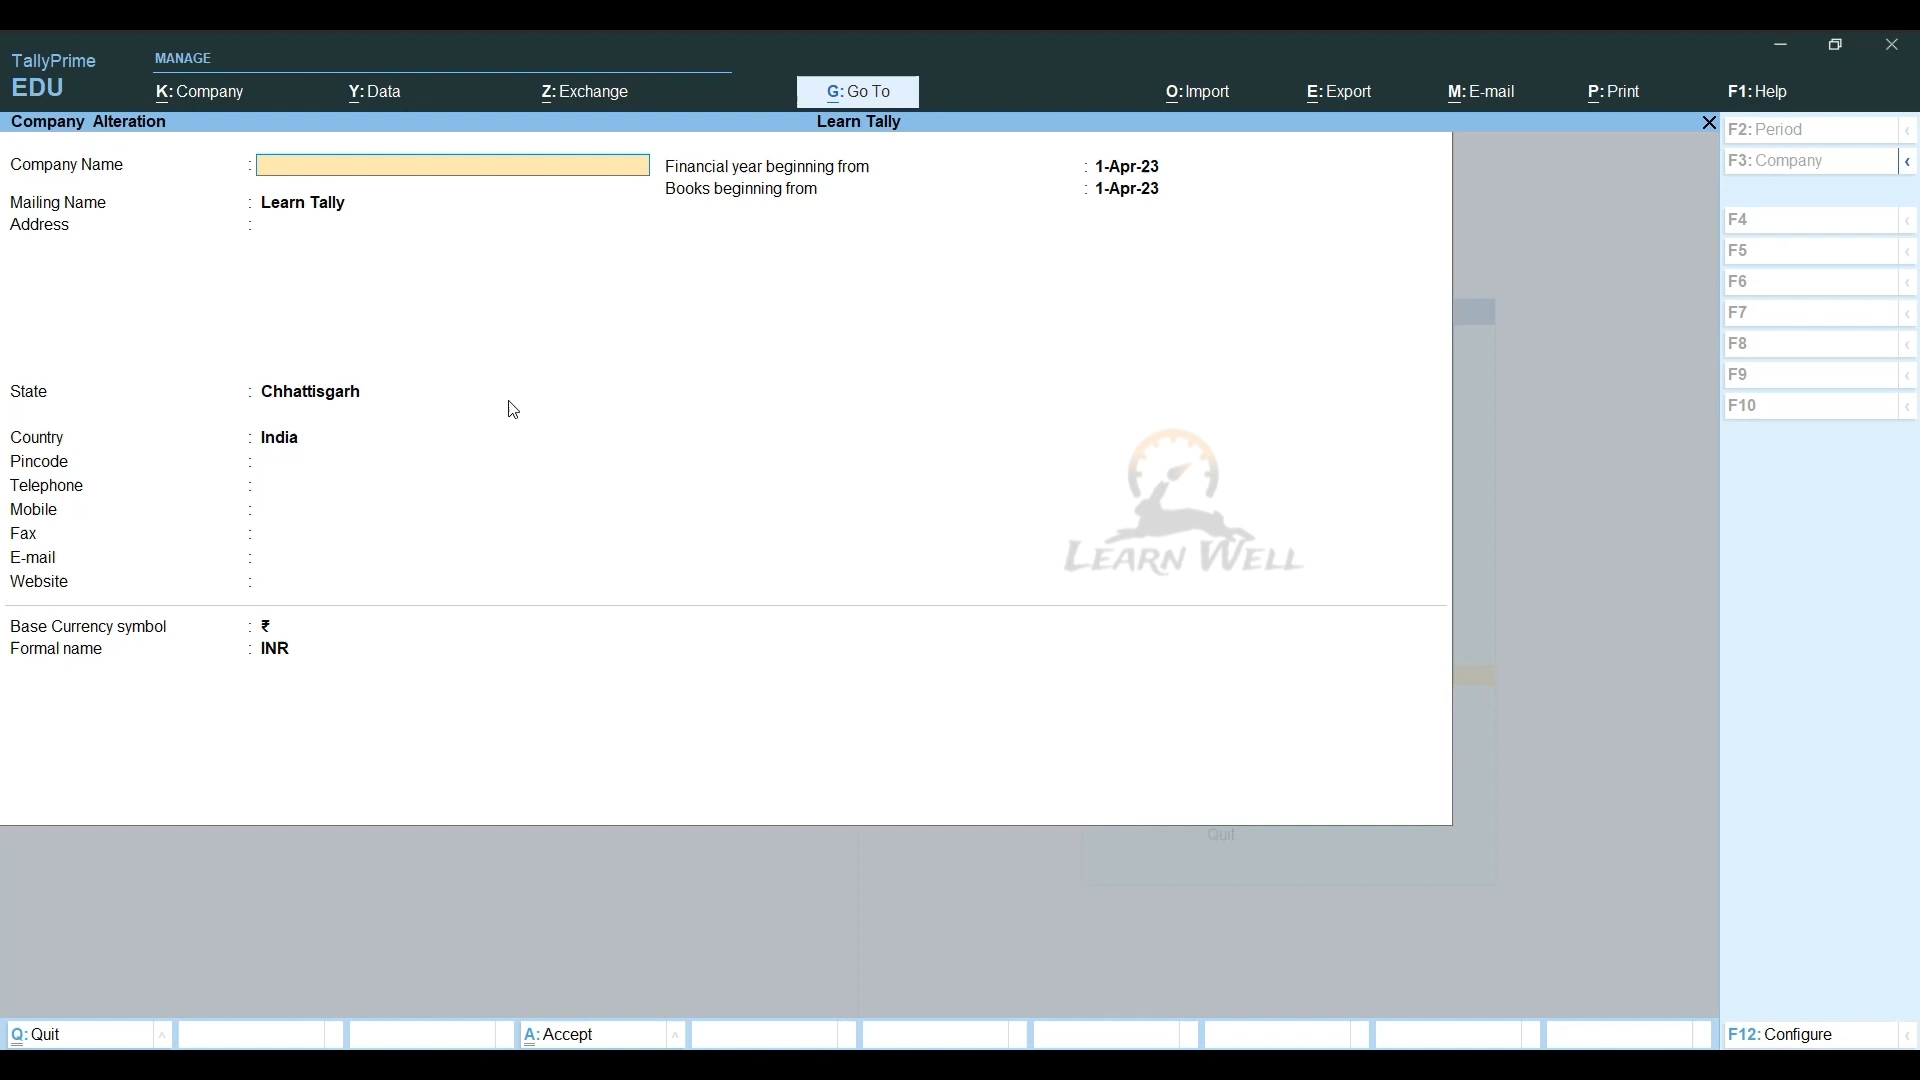 TallyPrime
EDU
MANAGE
K: Company Y: Data Z: Exchange G: Go To O: Import E: Export M: E-mail P: Print F1: Help
Company Alteration Learn Tally
Company Name : Financial year beginning from : 1-Apr-23
Books beginning from : 1-Apr-23
Mailing Name : Learn Tally
Address :
State : Chhattisgarh
Country : India
Pincode :
Telephone :
Mobile :
Fax :
E-mail :
Website :
Base Currency symbol : ₹
Formal name : INR
LEARN WELL
Quit
F2: Period
F3: Company
F4
F5
F6
F7
F8
F9
F10
Q: Quit A: Accept F12: Configure